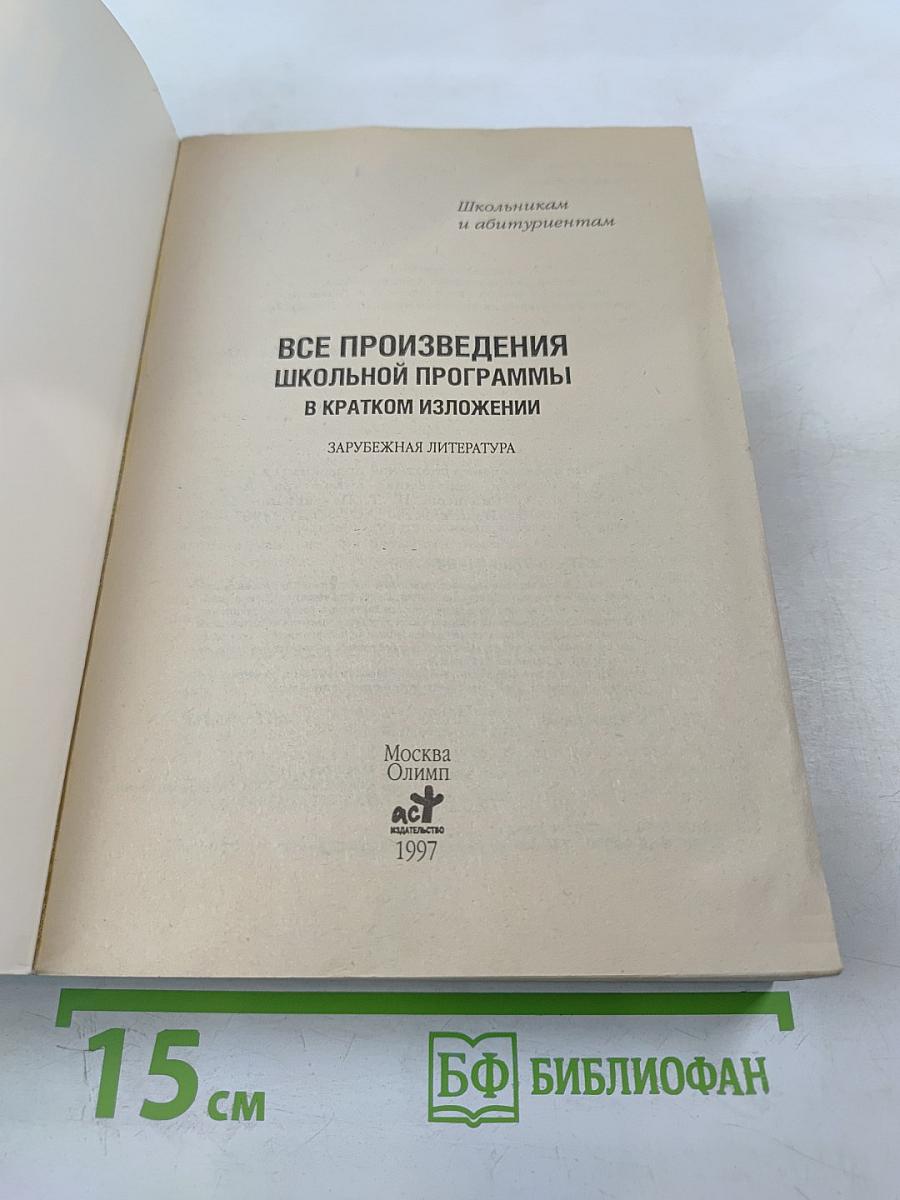 Школьникам
и абитуриентам
ВСЕ ПРОИЗВЕДЕНИЯ
ШКОЛЬНОЙ ПРОГРАММЫ
В КРАТКОМ ИЗЛОЖЕНИИ
ЗАРУБЕЖНАЯ ЛИТЕРАТУРА
Москва
Олимп
аст
ИЗДАТЕЛЬСТВО
1997
15 см
БФ БИБЛИОФАН